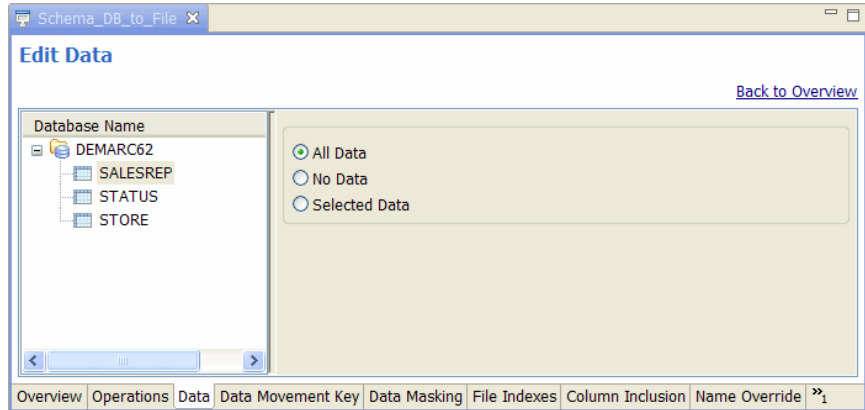 Schema_DB_to_File
Edit Data
Back to Overview
Database Name
DEMARC62
SALESREP
STATUS
STORE
All Data
No Data
Selected Data
Overview Operations Data Data Movement Key Data Masking File Indexes Column Inclusion Name Override »1